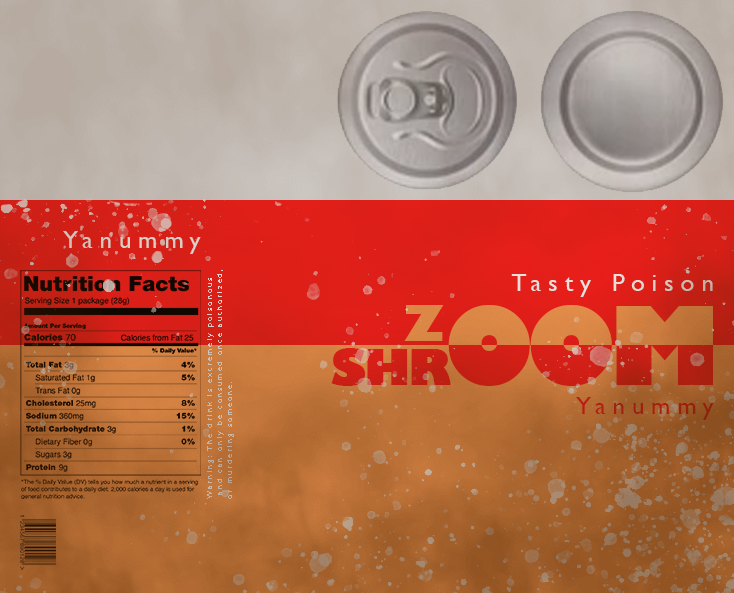 Yanummy
Nutrition Facts
Serving Size 1 package (28g)
Amount Per Serving
Calories 70 Calories from Fat 25
% Daily Value*
Total Fat 3g 4%
Saturated Fat 1g 5%
Trans Fat 0g
Cholesterol 25mg 8%
Sodium 360mg 15%
Total Carbohydrate 3g 1%
Dietary Fiber 0g 0%
Sugars 3g
Protein 9g
*The % Daily Value (DV) tells you how much a nutrient in a serving
of food contributes to a daily diet. 2,000 calories a day is used for
general nutrition advice.
Warning: The drink is extremely poisonous
and can only be consumed once authorized,
of murdering someone.
Tasty Poison
ZOOM
SHR
Yanummy